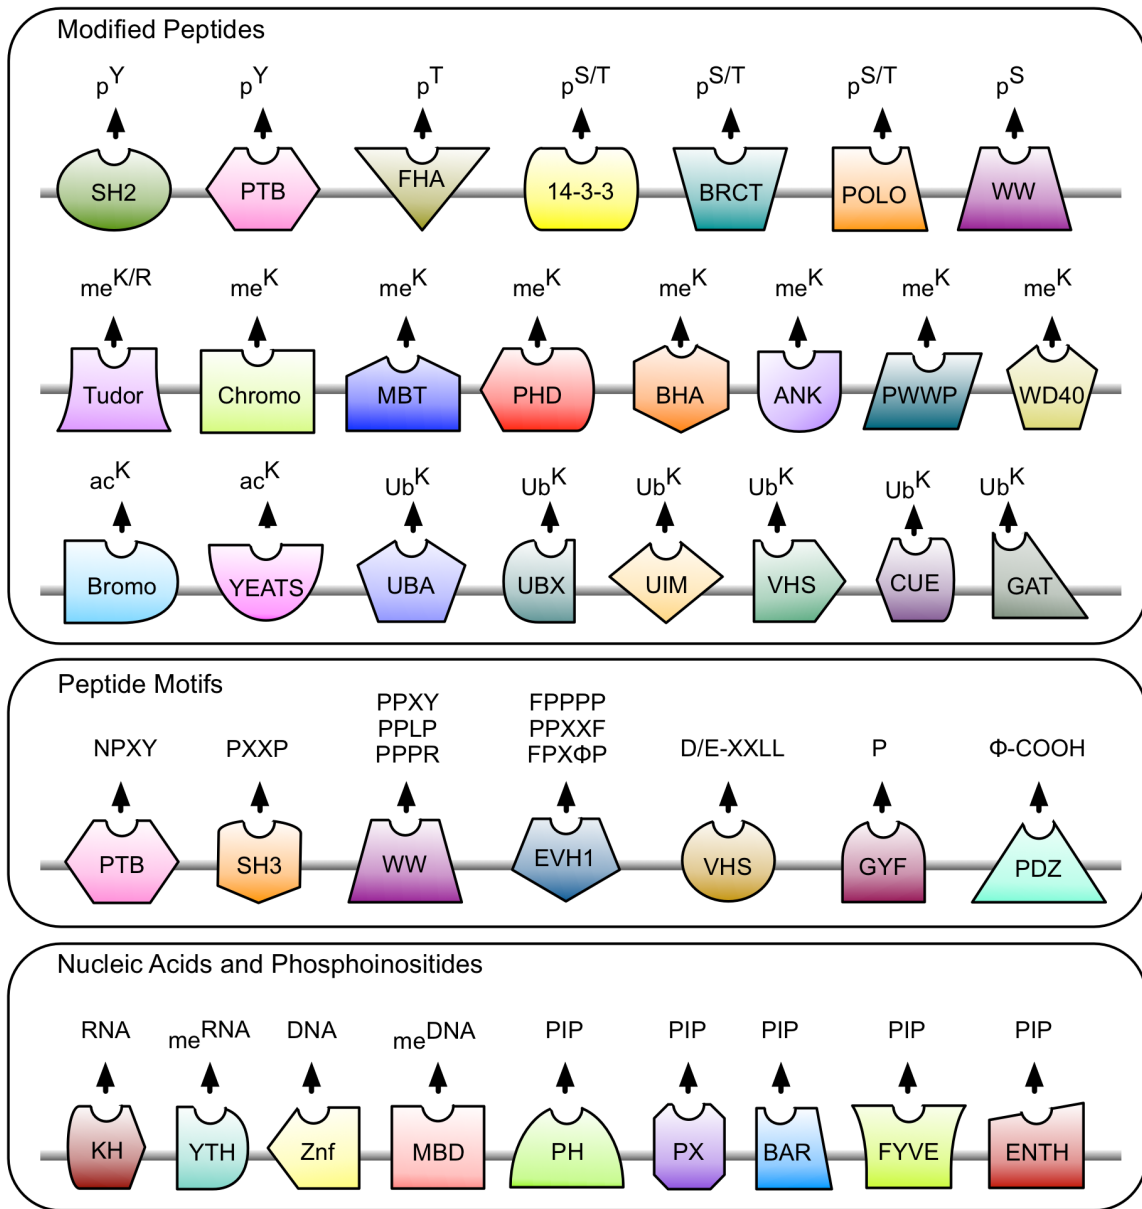 Modified Peptides
pY pY pT pS/T pS/T pS/T pS
SH2 PTB FHA 14-3-3 BRCT POLO WW
meK/R meK meK meK meK meK meK meK
Tudor Chromo MBT PHD BHA ANK PWWP WD40
acK acK UbK UbK UbK UbK UbK UbK
Bromo YEATS UBA UBX UIM VHS CUE GAT
Peptide Motifs
PPXY FPPPP
PPLP PPXXF
NPXY PXXP PPPR FPXΦP D/E-XXLL P Φ-COOH
PTB SH3 WW EVH1 VHS GYF PDZ
Nucleic Acids and Phosphoinositides
RNA meRNA DNA meDNA PIP PIP PIP PIP PIP
KH YTH Znf MBD PH PX BAR FYVE ENTH